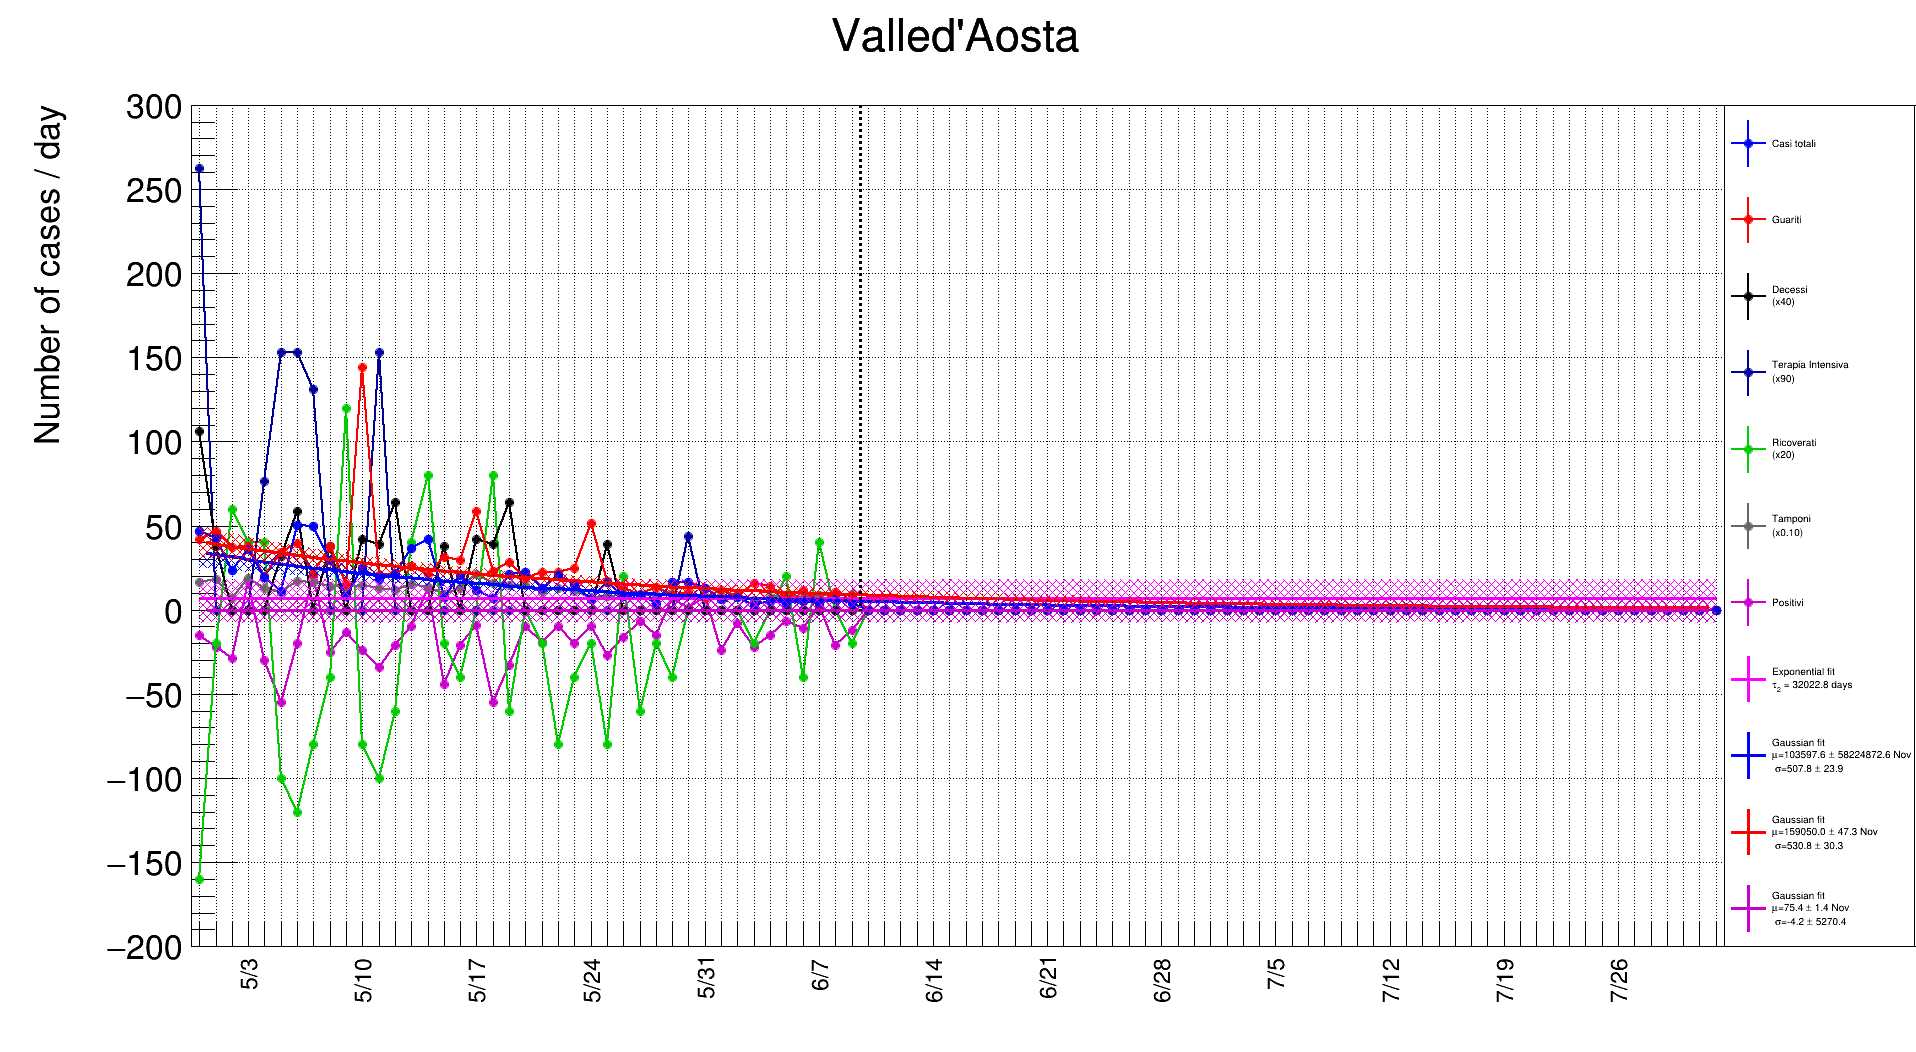 Valled'Aosta
Number of cases / day
300
250
200
150
100
50
0
−50
−100
−150
−200
5/3
5/10
5/17
5/24
5/31
6/7
6/14
6/21
6/28
7/5
7/12
7/19
7/26
Casi totali
Guariti
Decessi
(x40)
Terapia Intensiva
(x90)
Ricoverati
(x20)
Tamponi
(x0.10)
Positivi
Exponential fit
τ2 = 32022.8 days
Gaussian fit
μ=103597.6 ± 58224872.6 Nov
σ=507.8 ± 23.9
Gaussian fit
μ=159050.0 ± 47.3 Nov
σ=530.8 ± 30.3
Gaussian fit
μ=75.4 ± 1.4 Nov
σ=-4.2 ± 5270.4